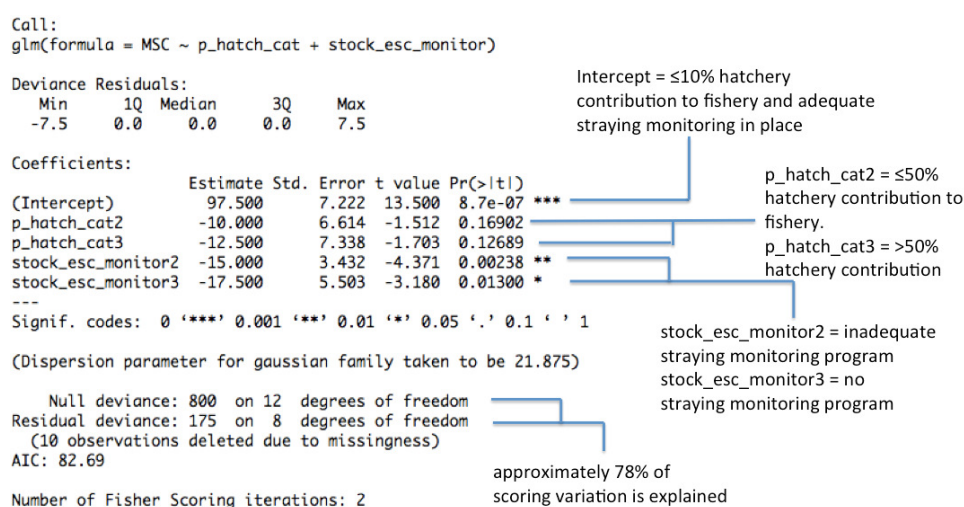 Call:
glm(formula = MSC ~ p_hatch_cat + stock_esc_monitor)
Deviance Residuals:
Min 1Q Median 3Q Max
-7.5 0.0 0.0 0.0 7.5
Coefficients:
Estimate Std. Error t value Pr(>|t|)
(Intercept) 97.500 7.222 13.500 8.7e-07 ***
p_hatch_cat2 -10.000 6.614 -1.512 0.16902
p_hatch_cat3 -12.500 7.338 -1.703 0.12689
stock_esc_monitor2 -15.000 3.432 -4.371 0.00238 **
stock_esc_monitor3 -17.500 5.503 -3.180 0.01300 *
---
Signif. codes: 0 ‘***’ 0.001 ‘**’ 0.01 ‘*’ 0.05 ‘.’ 0.1 ‘ ’ 1
(Dispersion parameter for gaussian family taken to be 21.875)
Null deviance: 800 on 12 degrees of freedom
Residual deviance: 175 on 8 degrees of freedom
(10 observations deleted due to missingness)
AIC: 82.69
Number of Fisher Scoring iterations: 2
Intercept = ≤10% hatchery
contribution to fishery and adequate
straying monitoring in place
p_hatch_cat2 = ≤50%
hatchery contribution to
fishery.
p_hatch_cat3 = >50%
hatchery contribution
stock_esc_monitor2 = inadequate
straying monitoring program
stock_esc_monitor3 = no
straying monitoring program
approximately 78% of
scoring variation is explained